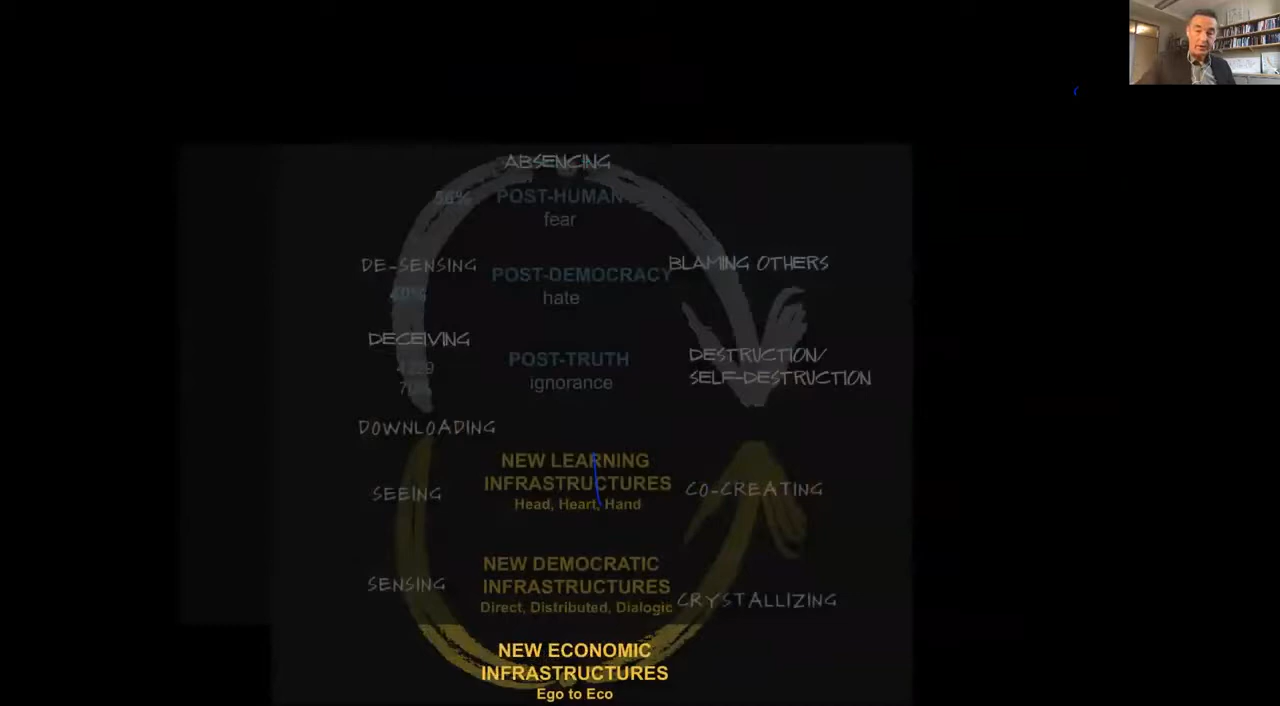 ABSENCING
56% POST-HUMAN
fear
DE-SENSING
POST-DEMOCRACY
BLAMING OTHERS
hate
DECEIVING
POST-TRUTH
ignorance
DESTRUCTION/
SELF-DESTRUCTION
DOWNLOADING
NEW LEARNING
INFRASTRUCTURES
Head, Heart, Hand
SEEING
CO-CREATING
NEW DEMOCRATIC
INFRASTRUCTURES
Direct, Distributed, Dialogic
SENSING
CRYSTALLIZING
NEW ECONOMIC
INFRASTRUCTURES
Ego to Eco